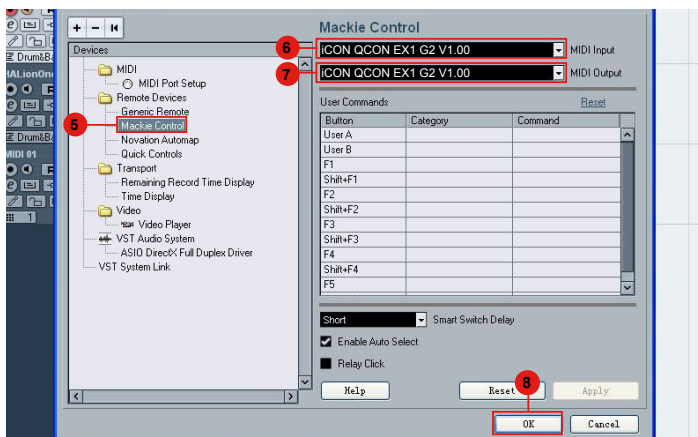 Mackie Control
Devices
6
iCON QCON EX1 G2 V1.00
MIDI Input
7
iCON QCON EX1 G2 V1.00
MIDI Output
MIDI
MIDI Port Setup
Remote Devices
Generic Remote
5
Mackie Control
Novation Automap
Quick Controls
Transport
Remaining Record Time Display
Time Display
Video
Video Player
VST Audio System
ASIO DirectX Full Duplex Driver
VST System Link
User Commands
Reset
Button Category Command
User A
User B
F1
Shift+F1
F2
Shift+F2
F3
Shift+F3
F4
Shift+F4
F5
Short
Smart Switch Delay
Enable Auto Select
Relay Click
Help
Reset
8
Apply
OK
Cancel
MIDI 01
1